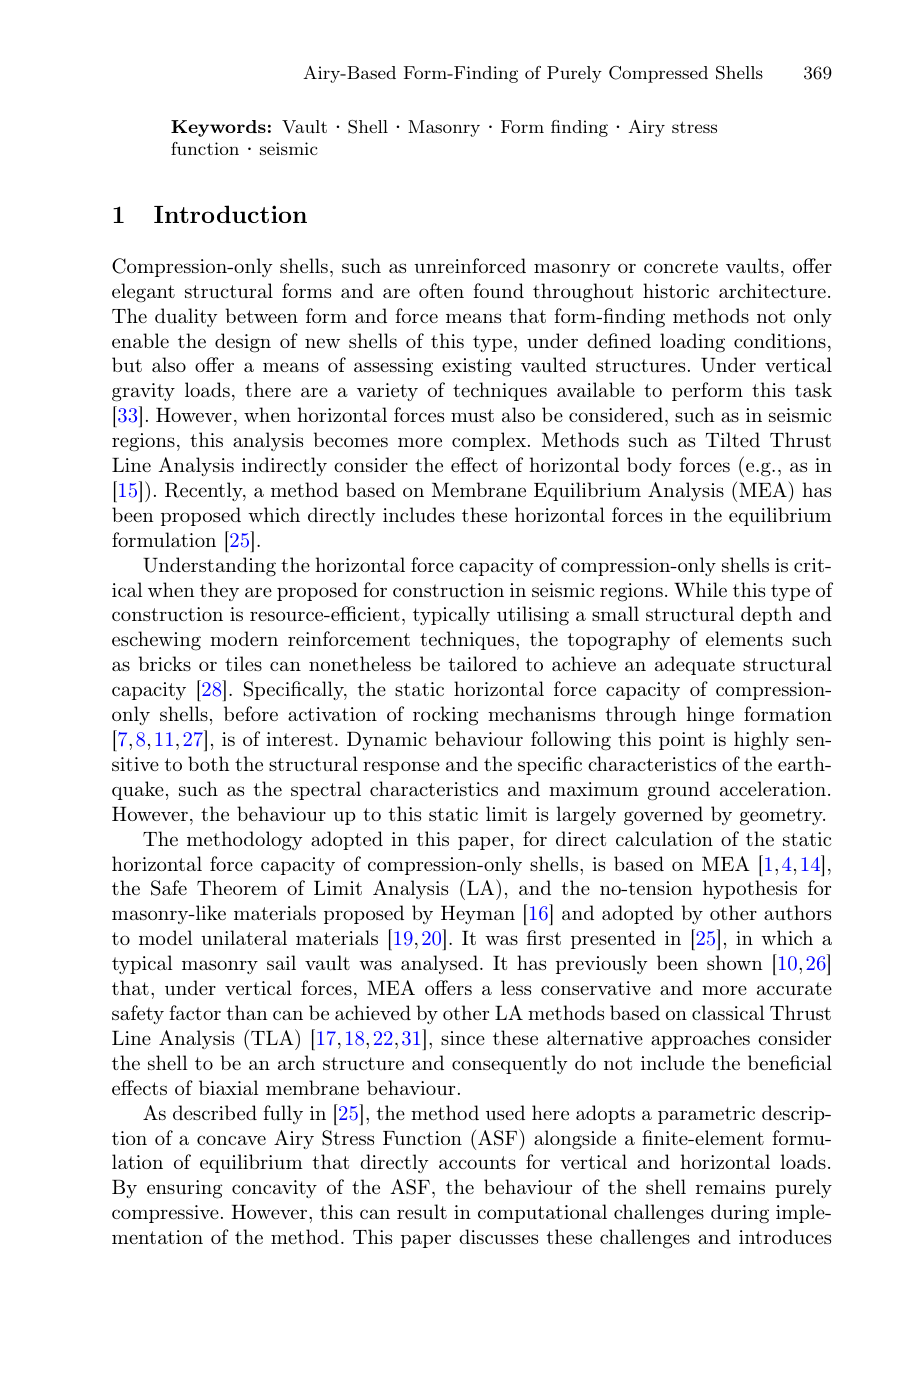 Airy-Based Form-Finding of Purely Compressed Shells 369
Keywords: Vault · Shell · Masonry · Form finding · Airy stress
function · seismic
1 Introduction
Compression-only shells, such as unreinforced masonry or concrete vaults, offer
elegant structural forms and are often found throughout historic architecture.
The duality between form and force means that form-finding methods not only
enable the design of new shells of this type, under defined loading conditions,
but also offer a means of assessing existing vaulted structures. Under vertical
gravity loads, there are a variety of techniques available to perform this task
[33]. However, when horizontal forces must also be considered, such as in seismic
regions, this analysis becomes more complex. Methods such as Tilted Thrust
Line Analysis indirectly consider the effect of horizontal body forces (e.g., as in
[15]). Recently, a method based on Membrane Equilibrium Analysis (MEA) has
been proposed which directly includes these horizontal forces in the equilibrium
formulation [25].
Understanding the horizontal force capacity of compression-only shells is crit-
ical when they are proposed for construction in seismic regions. While this type of
construction is resource-efficient, typically utilising a small structural depth and
eschewing modern reinforcement techniques, the topography of elements such
as bricks or tiles can nonetheless be tailored to achieve an adequate structural
capacity [28]. Specifically, the static horizontal force capacity of compression-
only shells, before activation of rocking mechanisms through hinge formation
[7,8,11,27], is of interest. Dynamic behaviour following this point is highly sen-
sitive to both the structural response and the specific characteristics of the earth-
quake, such as the spectral characteristics and maximum ground acceleration.
However, the behaviour up to this static limit is largely governed by geometry.
The methodology adopted in this paper, for direct calculation of the static
horizontal force capacity of compression-only shells, is based on MEA [1,4,14],
the Safe Theorem of Limit Analysis (LA), and the no-tension hypothesis for
masonry-like materials proposed by Heyman [16] and adopted by other authors
to model unilateral materials [19,20]. It was first presented in [25], in which a
typical masonry sail vault was analysed. It has previously been shown [10,26]
that, under vertical forces, MEA offers a less conservative and more accurate
safety factor than can be achieved by other LA methods based on classical Thrust
Line Analysis (TLA) [17,18,22,31], since these alternative approaches consider
the shell to be an arch structure and consequently do not include the beneficial
effects of biaxial membrane behaviour.
As described fully in [25], the method used here adopts a parametric descrip-
tion of a concave Airy Stress Function (ASF) alongside a finite-element formu-
lation of equilibrium that directly accounts for vertical and horizontal loads.
By ensuring concavity of the ASF, the behaviour of the shell remains purely
compressive. However, this can result in computational challenges during imple-
mentation of the method. This paper discusses these challenges and introduces